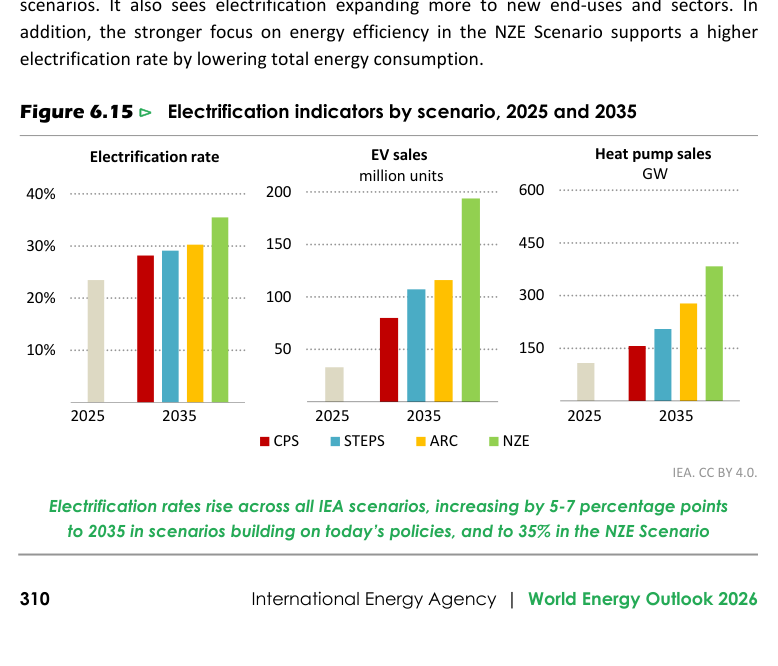 scenarios. It also sees electrification expanding more to new end-uses and sectors. In
addition, the stronger focus on energy efficiency in the NZE Scenario supports a higher
electrification rate by lowering total energy consumption.
Figure 6.15 ▷ Electrification indicators by scenario, 2025 and 2035
Electrification rate
40%
30%
20%
10%
2025 2035
EV sales
million units
200
150
100
50
2025 2035
Heat pump sales
GW
600
450
300
150
2025 2035
CPS STEPS ARC NZE
IEA. CC BY 4.0.
Electrification rates rise across all IEA scenarios, increasing by 5-7 percentage points
to 2035 in scenarios building on today's policies, and to 35% in the NZE Scenario
310 International Energy Agency | World Energy Outlook 2026